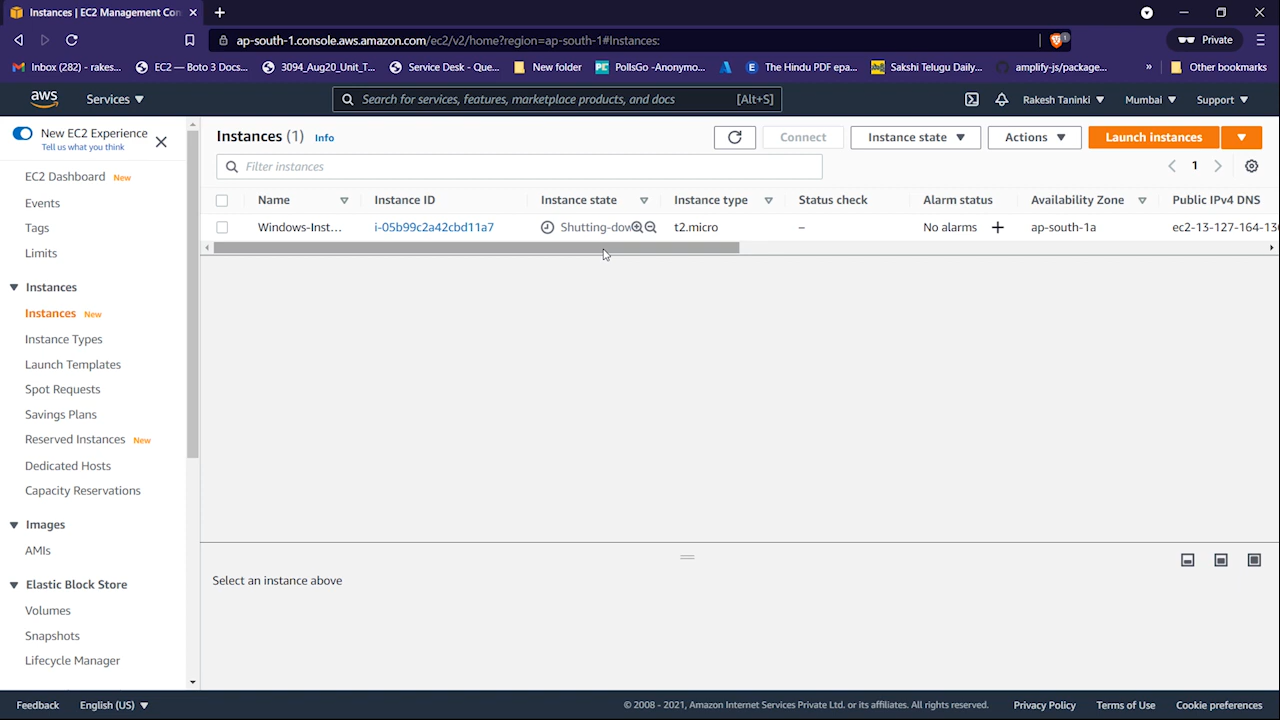 Instances | EC2 Management Con
ap-south-1.console.aws.amazon.com/ec2/v2/home?region=ap-south-1#Instances:
1
Private
Inbox (282) - rakes...
EC2 — Boto 3 Docs...
3094_Aug20_Unit_T...
Service Desk - Que...
New folder
PollsGo -Anonymo...
The Hindu PDF epa...
Sakshi Telugu Daily...
amplify-js/package...
»
Other bookmarks
aws
Services
Search for services, features, marketplace products, and docs
[Alt+S]
Rakesh Taninki
Mumbai
Support
New EC2 Experience
Tell us what you think
EC2 Dashboard New
Events
Tags
Limits
Instances
Instances New
Instance Types
Launch Templates
Spot Requests
Savings Plans
Reserved Instances New
Dedicated Hosts
Capacity Reservations
Images
AMIs
Elastic Block Store
Volumes
Snapshots
Lifecycle Manager
Instances (1) Info
Connect
Instance state
Actions
Launch instances
Filter instances
1
Name
Instance ID
Instance state
Instance type
Status check
Alarm status
Availability Zone
Public IPv4 DNS
Windows-Inst...
i-05b99c2a42cbd11a7
Shutting-dow
t2.micro
–
No alarms
ap-south-1a
ec2-13-127-164-130
Select an instance above
Feedback
English (US)
© 2008 - 2021, Amazon Internet Services Private Ltd. or its affiliates. All rights reserved.
Privacy Policy
Terms of Use
Cookie preferences